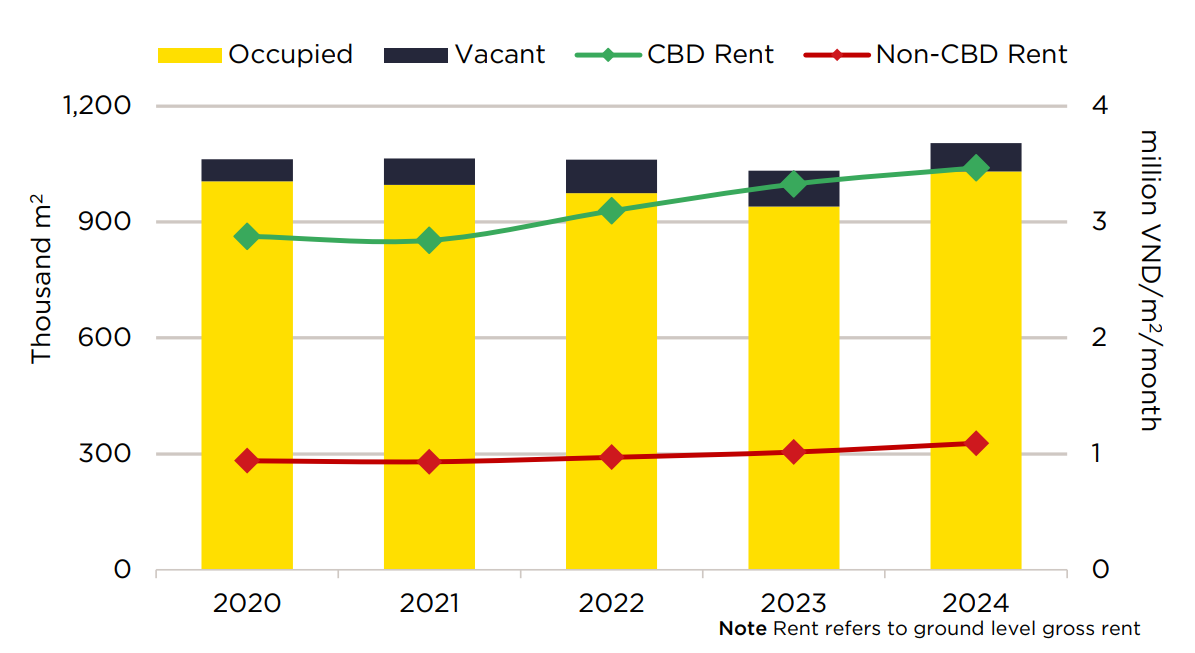 Occupied Vacant CBD Rent Non-CBD Rent
1,200
900
600
300
0
Thousand m²
4
3
2
1
0
million VND/m²/month
2020 2021 2022 2023 2024
Note Rent refers to ground level gross rent